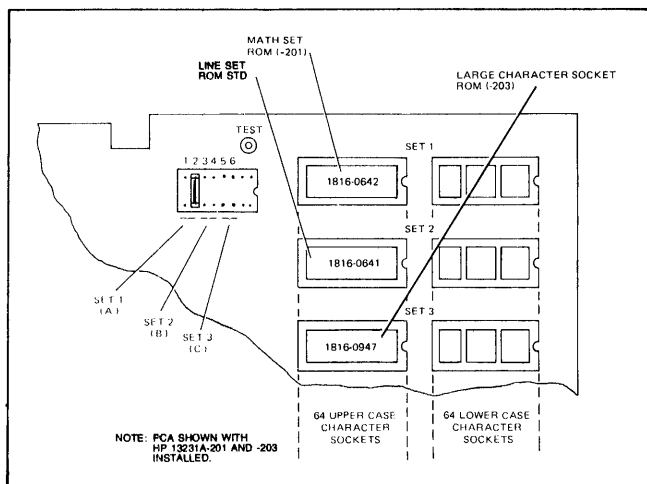 MATH SET
ROM (-201)
LINE SET
ROM STD
LARGE CHARACTER SOCKET
ROM (-203)
TEST
1 2 3 4 5 6
SET 1
1816-0642
SET 2
1816-0641
SET 3
1816-0947
SET 1
(A)
SET 2
(B)
SET 3
(C)
64 UPPER CASE
CHARACTER
SOCKETS
64 LOWER CASE
CHARACTER
SOCKETS
NOTE: PCA SHOWN WITH
HP 13231A-201 AND -203
INSTALLED.